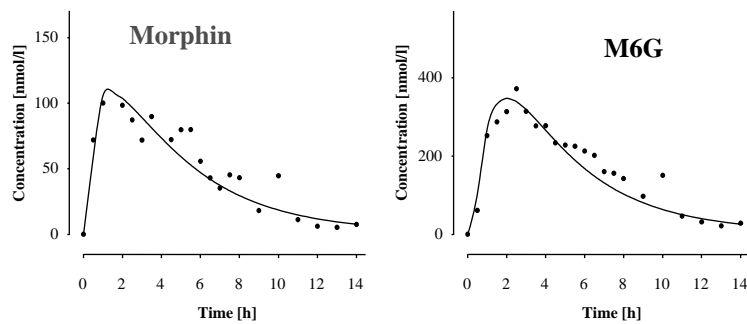 Morphin
Concentration [nmol/l]
150
100
50
0
0 2 4 6 8 10 12 14
Time [h]
M6G
Concentration [nmol/l]
400
200
0
0 2 4 6 8 10 12 14
Time [h]